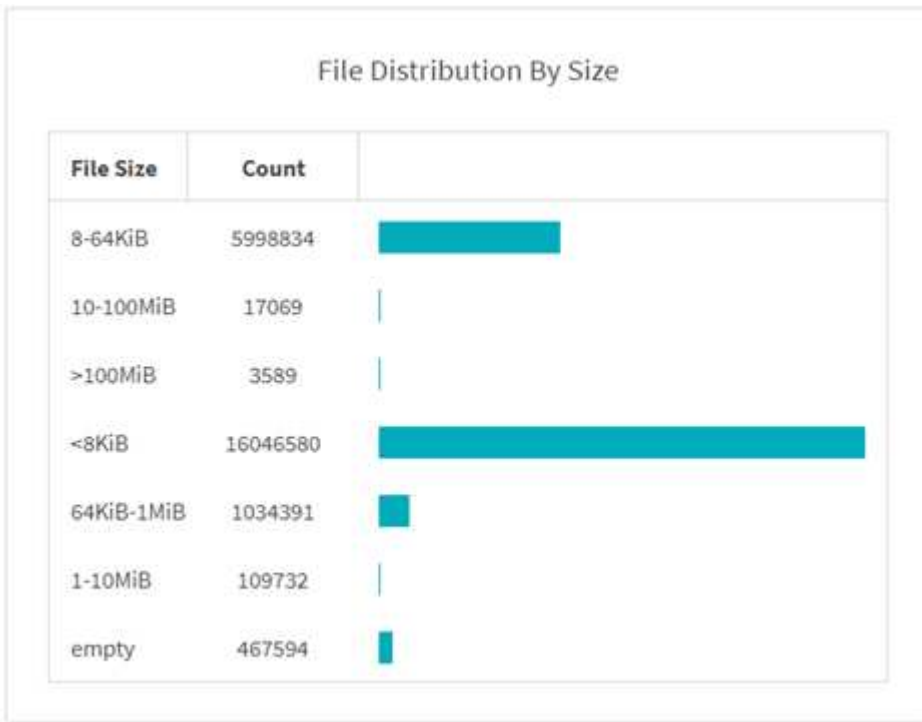 File Distribution By Size
File Size Count
8-64KiB 5998834
10-100MiB 17069
>100MiB 3589
<8KiB 16046580
64KiB-1MiB 1034391
1-10MiB 109732
empty 467594